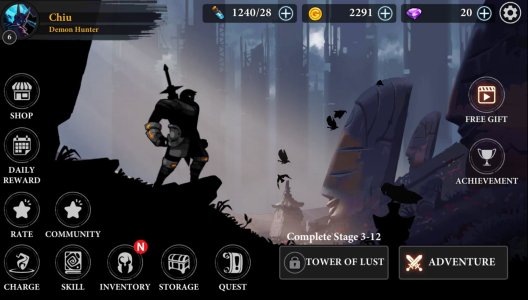 Chiu
Demon Hunter
6
1240/28
2291
20
SHOP
FREE GIFT
DAILY
REWARD
ACHIEVEMENT
RATE
COMMUNITY
Complete Stage 3-12
N
CHARGE
SKILL
INVENTORY
STORAGE
QUEST
TOWER OF LUST
ADVENTURE